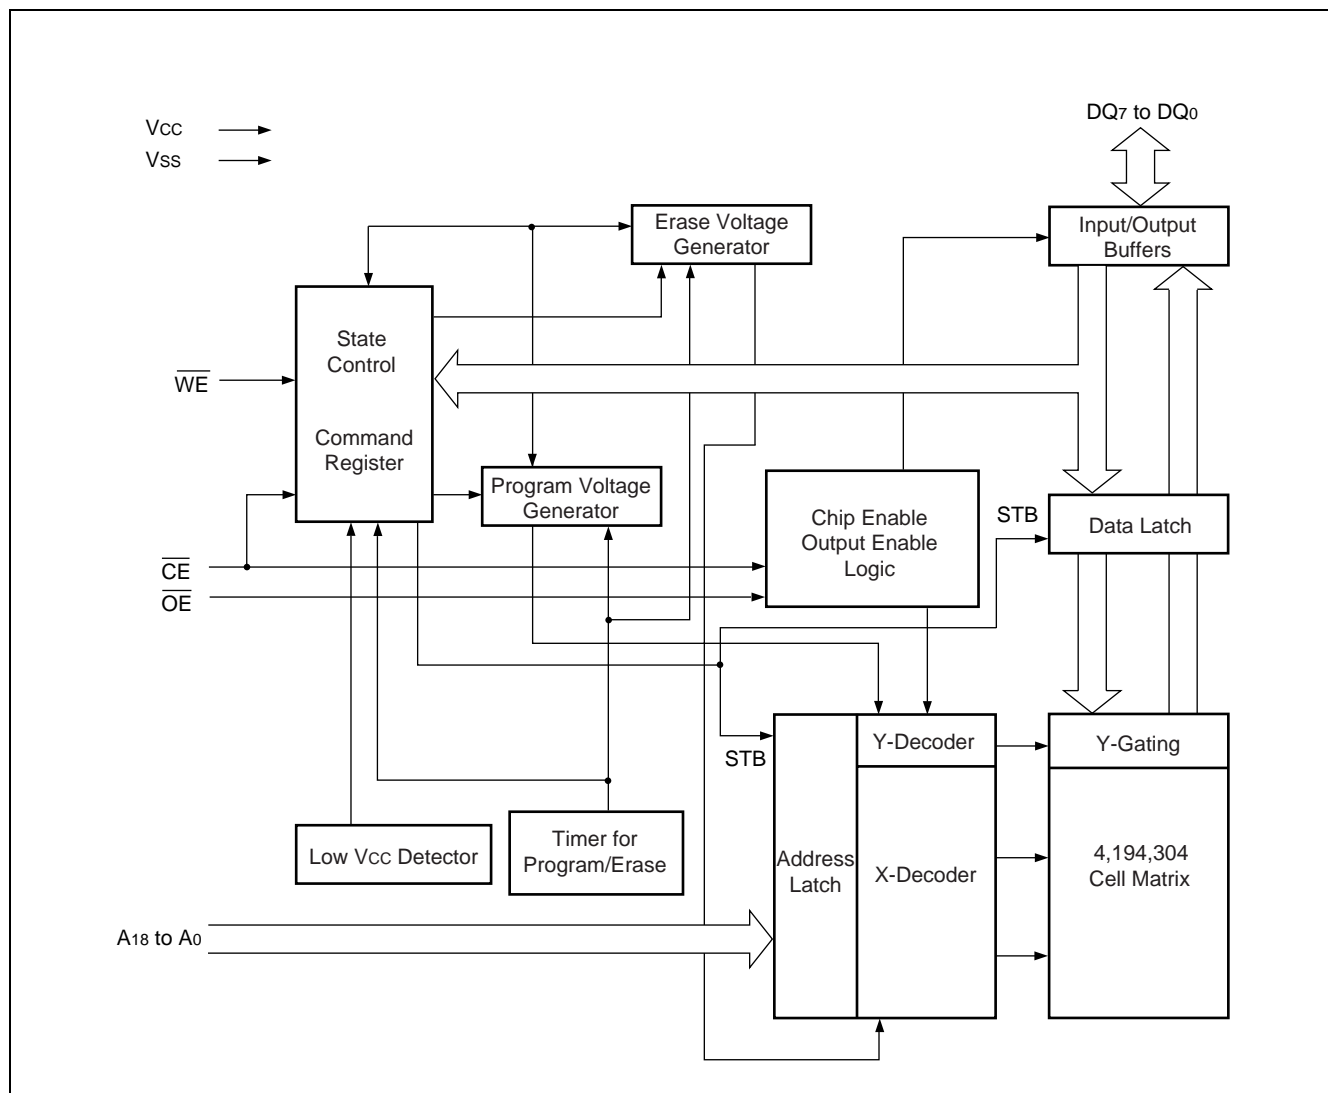 VCC
VSS
DQ7 to DQ0
Erase Voltage
Generator
Input/Output
Buffers
State
Control
WE
Command
Register
Program Voltage
Generator
Chip Enable
Output Enable
Logic
STB
Data Latch
CE
OE
STB
Y-Decoder
Y-Gating
Low VCC Detector
Timer for
Program/Erase
Address
Latch
X-Decoder
4,194,304
Cell Matrix
A18 to A0